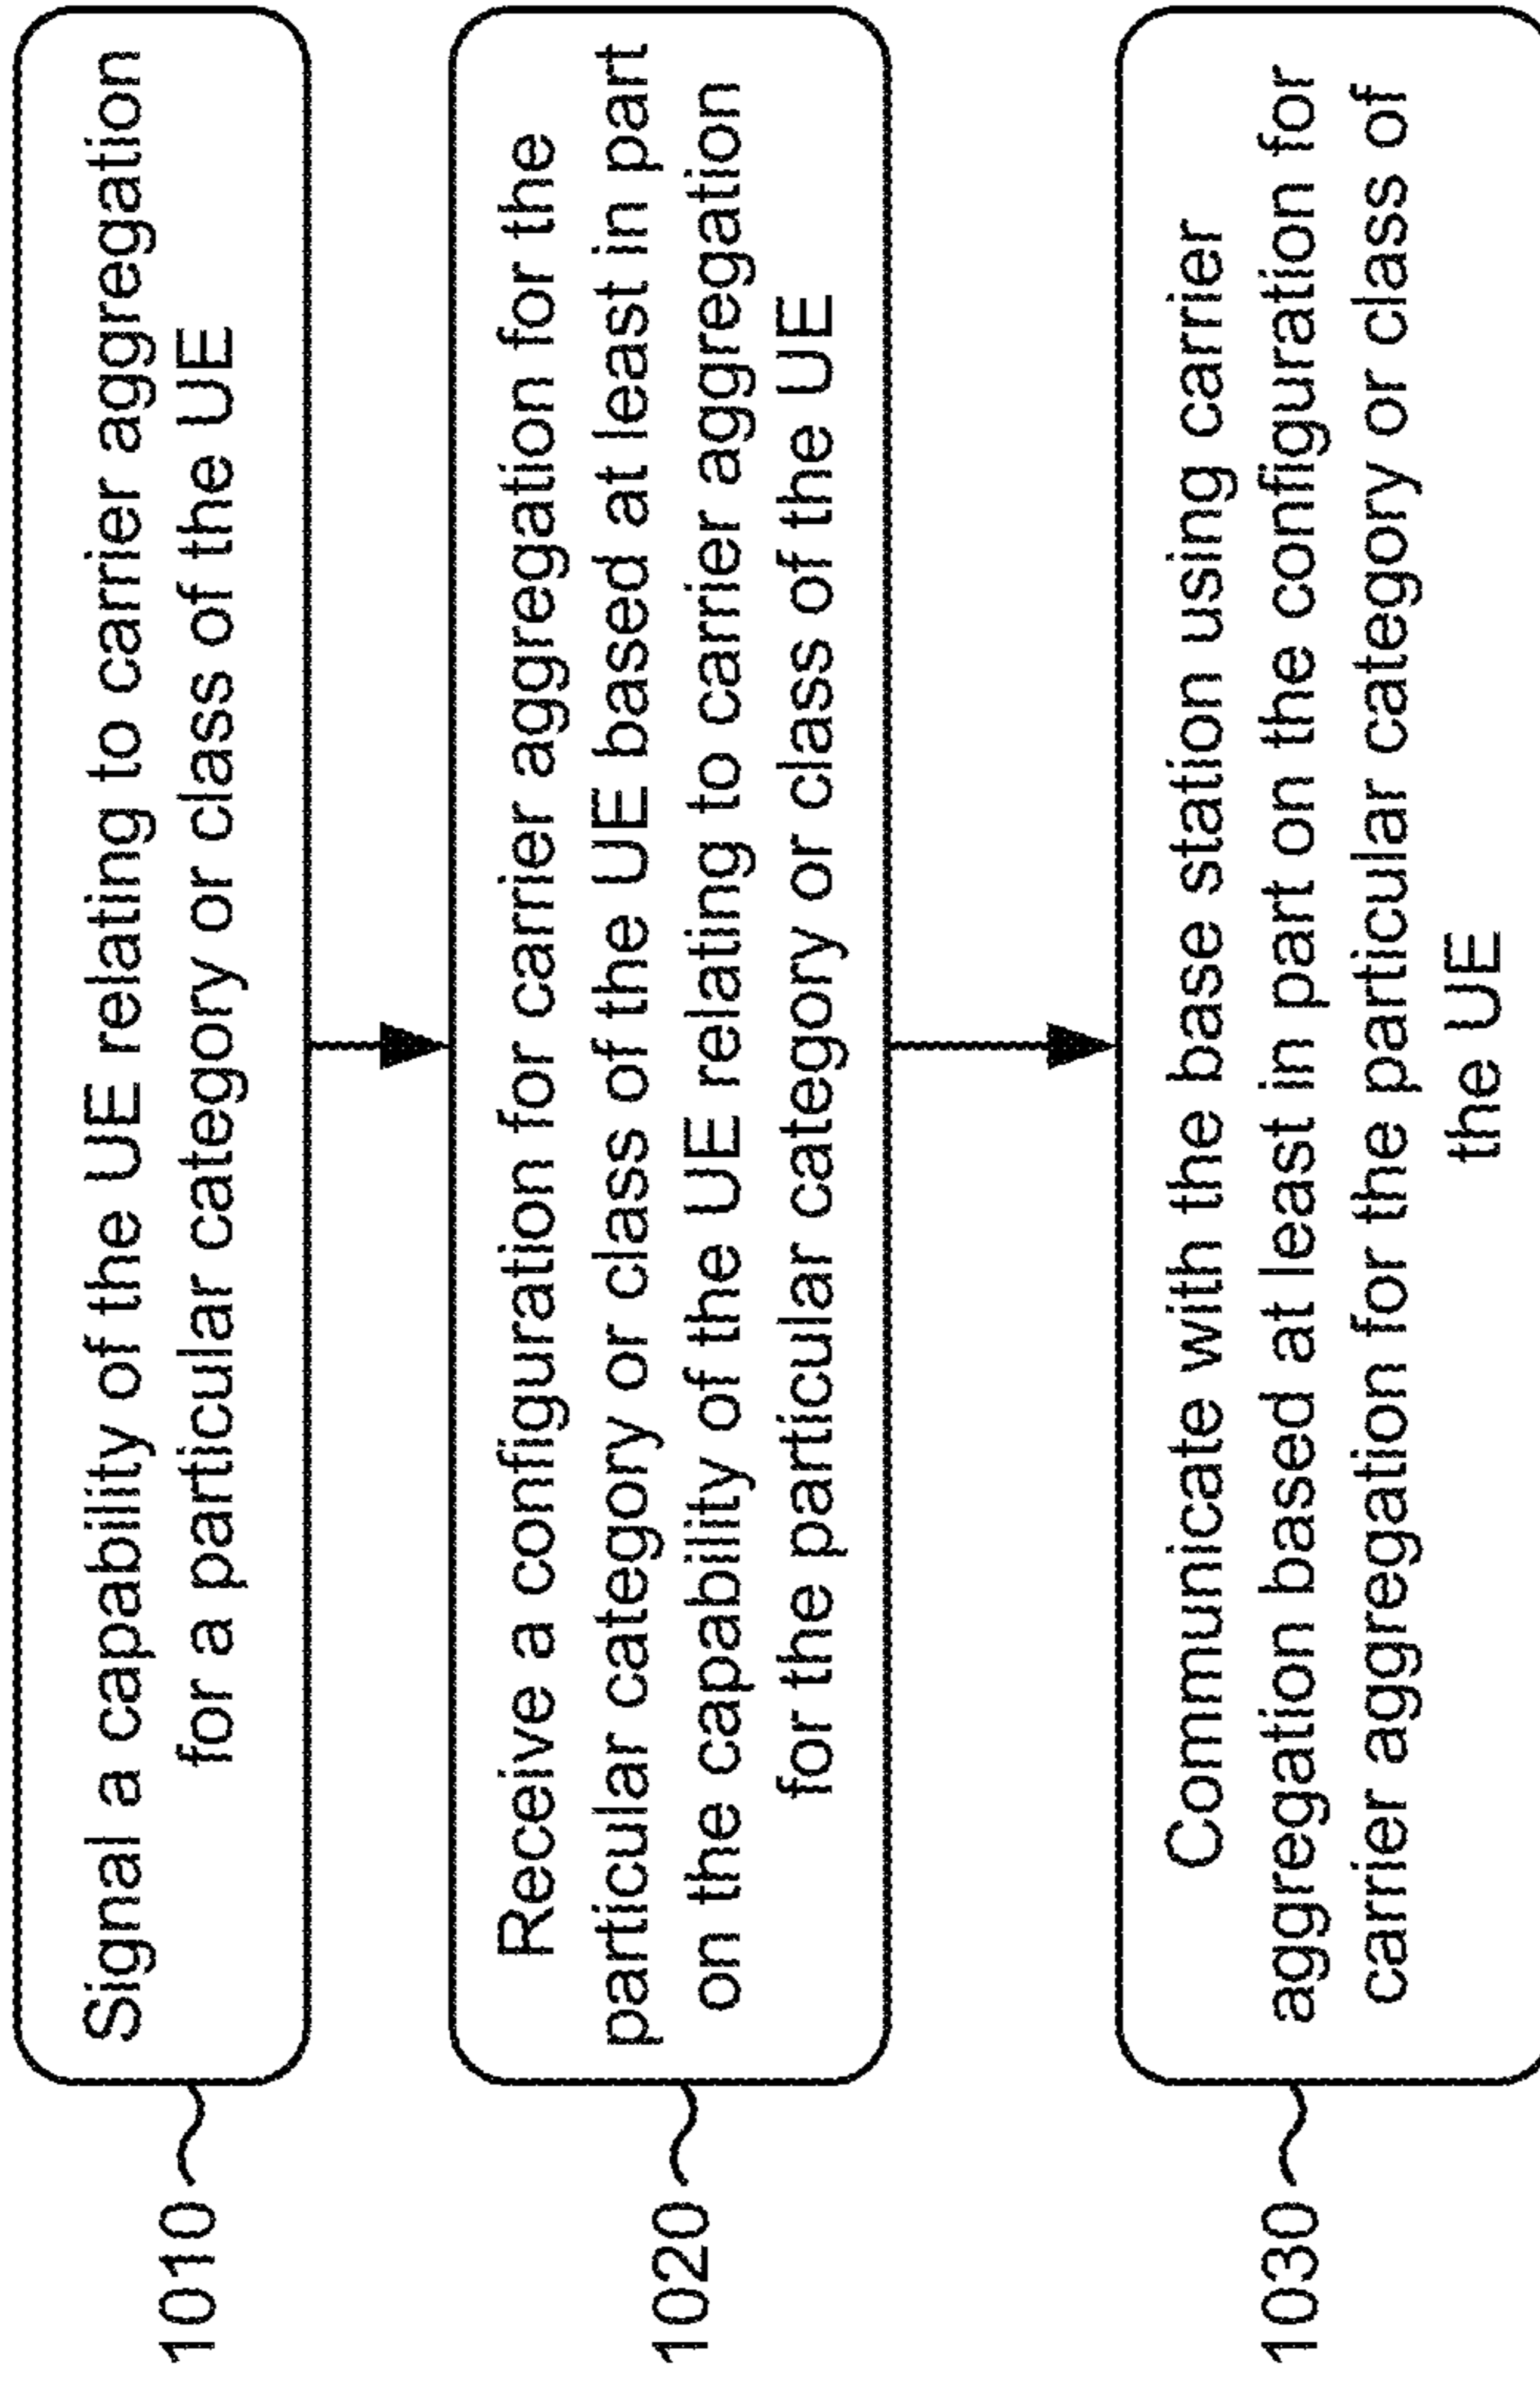 1010
Signal a capability of the UE relating to carrier aggregation
for a particular category or class of the UE
1020
Receive a configuration for carrier aggregation for the
particular category or class of the UE based at least in part
on the capability of the UE relating to carrier aggregation
for the particular category or class of the UE
1030
Communicate with the base station using carrier
aggregation based at least in part on the configuration for
carrier aggregation for the particular category or class of
the UE